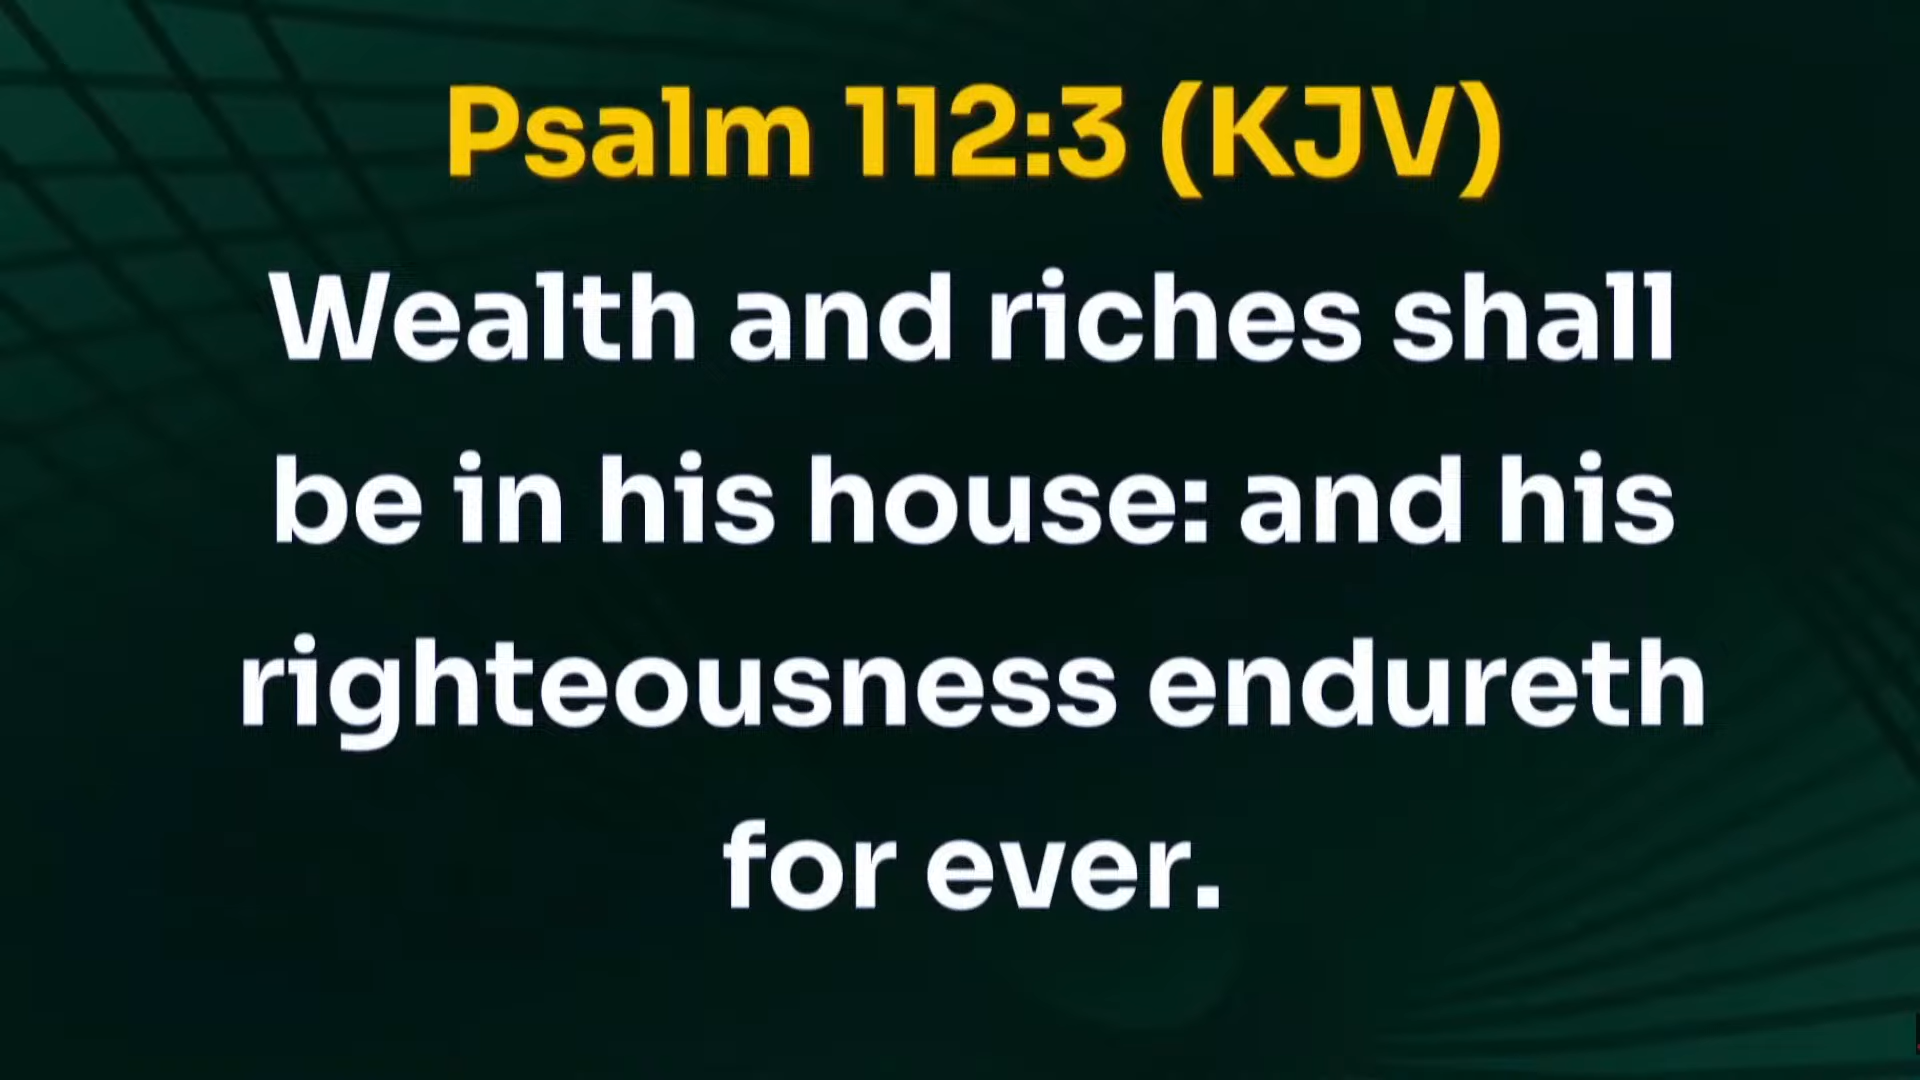 Psalm 112:3 (KJV)
Wealth and riches shall
be in his house: and his
righteousness endureth
for ever.